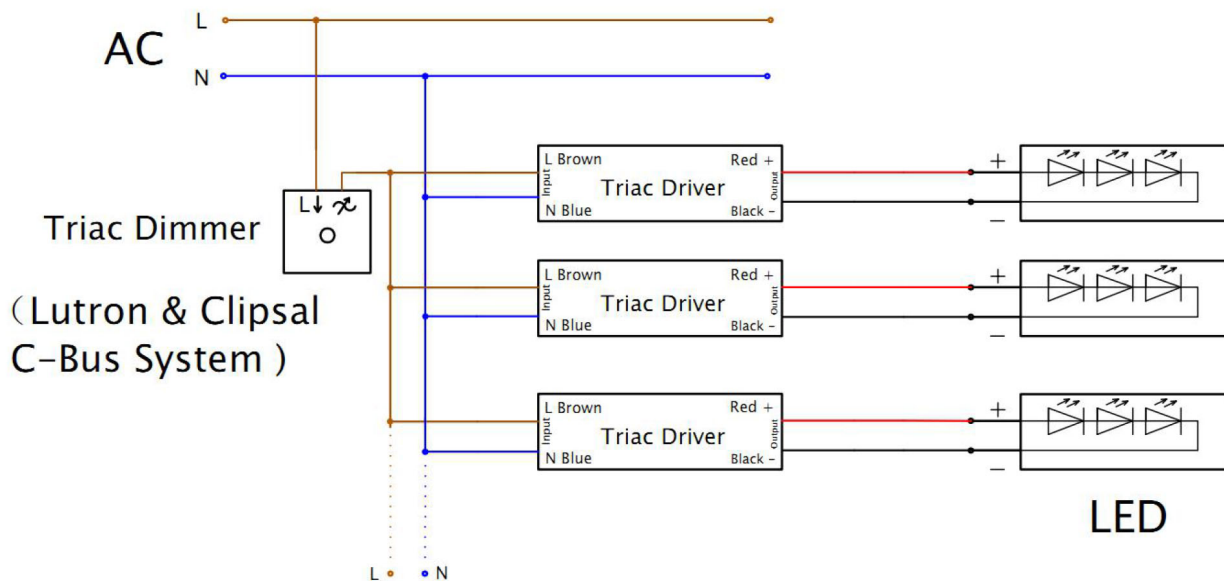 L
AC
N
L Brown
Red +
Input
Triac Driver
Output
N Blue
Black -
+
-
L
Triac Dimmer
(Lutron & Clipsal
C-Bus System )
L Brown
Red +
Input
Triac Driver
Output
N Blue
Black -
+
-
L Brown
Red +
Input
Triac Driver
Output
N Blue
Black -
+
-
LED
L
N